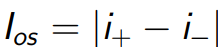 I_{os} = |i_+ − i_-|